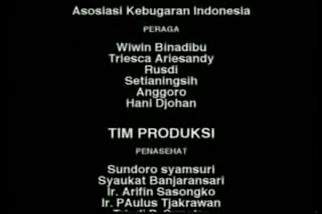 Asosiasi Kebugaran Indonesia
PERAGA
Wiwin Binadibu
Triesca Ariesandy
Rusdi
Setianingsih
Anggoro
Hani Djohan
TIM PRODUKSI
PENASEHAT
Sundoro syamsuri
Syaukat Banjaransari
Ir. Arifin Sasongko
Ir. PAulus Tjakrawan